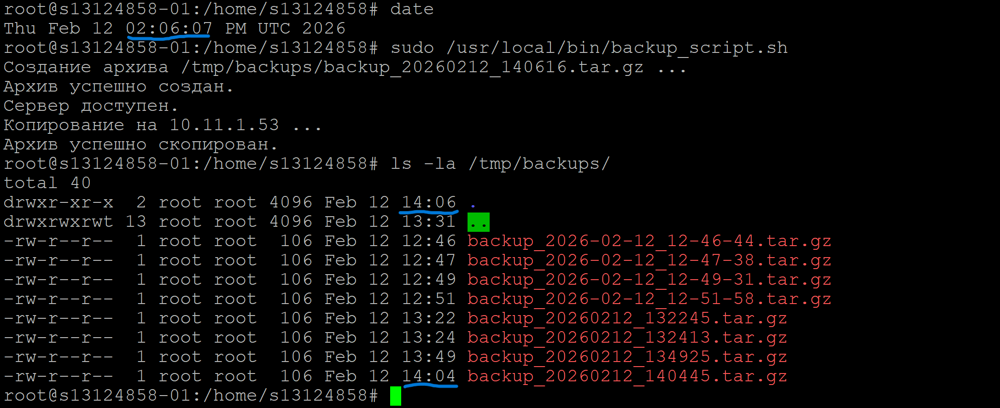 root@s13124858-01:/home/s13124858# date
Thu Feb 12 02:06:07 PM UTC 2026
root@s13124858-01:/home/s13124858# sudo /usr/local/bin/backup_script.sh
Создание архива /tmp/backups/backup_20260212_140616.tar.gz ...
Архив успешно создан.
Сервер доступен.
Копирование на 10.11.1.53 ...
Архив успешно скопирован.
root@s13124858-01:/home/s13124858# ls -la /tmp/backups/
total 40
drwxr-xr-x  2 root root 4096 Feb 12 14:06 .
drwxrwxrwt 13 root root 4096 Feb 12 13:31 ..
-rw-r--r--  1 root root  106 Feb 12 12:46 backup_2026-02-12_12-46-44.tar.gz
-rw-r--r--  1 root root  106 Feb 12 12:47 backup_2026-02-12_12-47-38.tar.gz
-rw-r--r--  1 root root  106 Feb 12 12:49 backup_2026-02-12_12-49-31.tar.gz
-rw-r--r--  1 root root  106 Feb 12 12:51 backup_2026-02-12_12-51-58.tar.gz
-rw-r--r--  1 root root  106 Feb 12 13:22 backup_20260212_132245.tar.gz
-rw-r--r--  1 root root  106 Feb 12 13:24 backup_20260212_132413.tar.gz
-rw-r--r--  1 root root  106 Feb 12 13:49 backup_20260212_134925.tar.gz
-rw-r--r--  1 root root  106 Feb 12 14:04 backup_20260212_140445.tar.gz
root@s13124858-01:/home/s13124858#